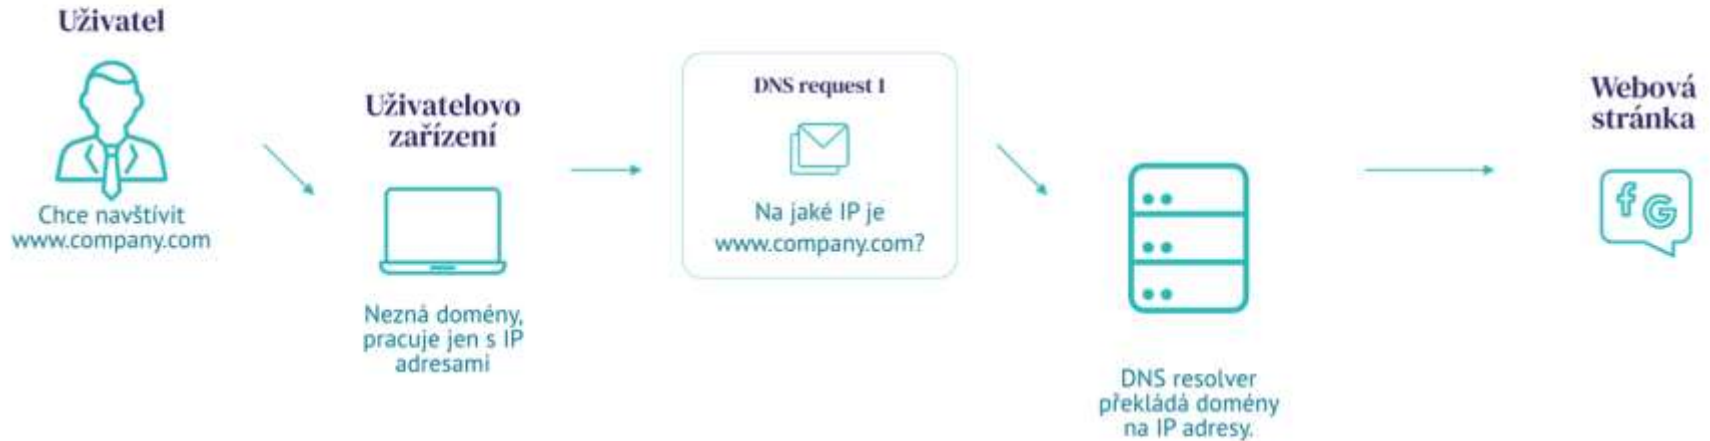 Uživatel
Chce navštívit
www.company.com
Uživatelovo
zařízení
Nezná domény,
pracuje jen s IP
adresami
DNS request 1
Na jaké IP je
www.company.com?
DNS resolver
překládá domény
na IP adresy.
Webová
stránka
f G